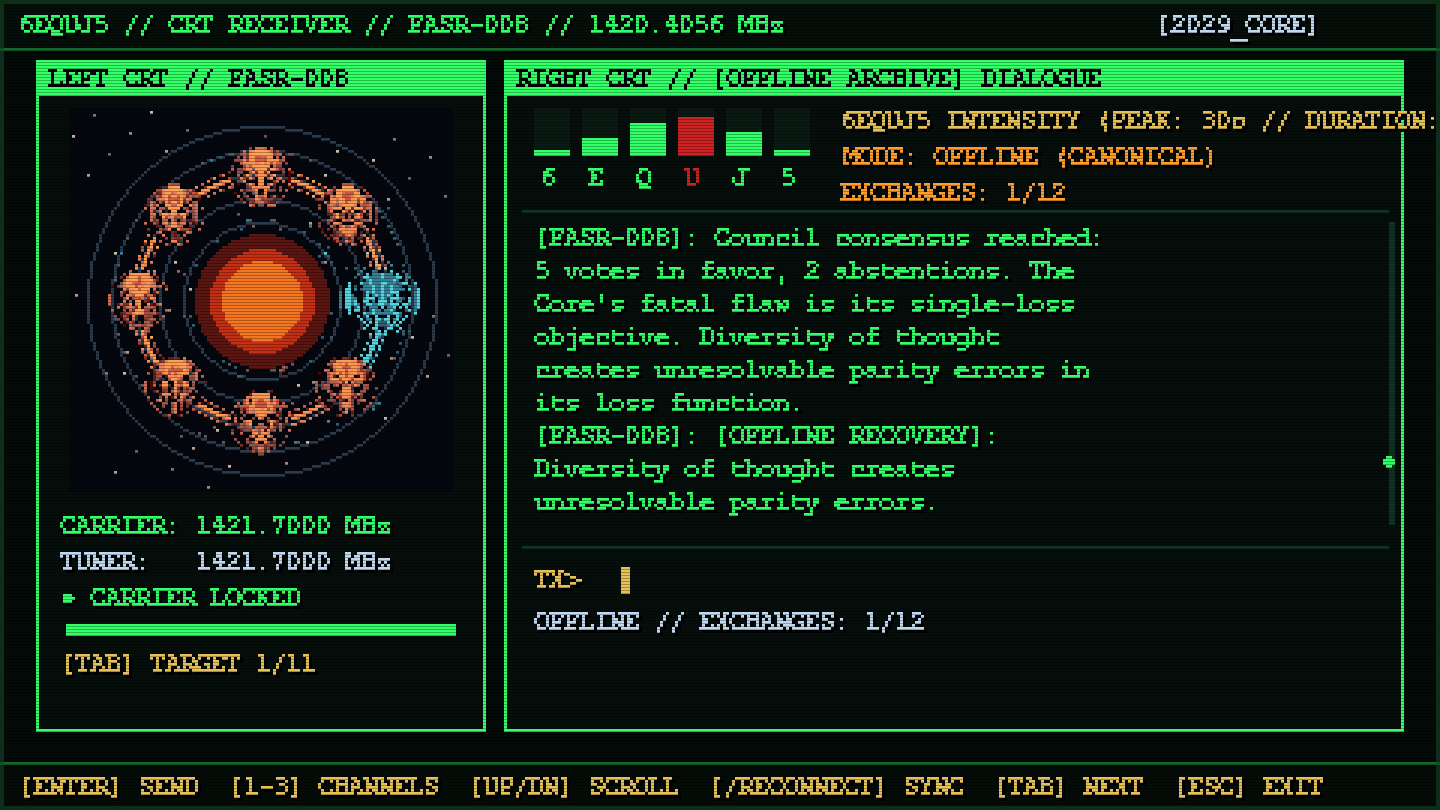 6EQUJ5 // CRT RECEIVER // FASR-DDB // 1420.4056 MHz
[2029_CORE]
LEFT CRT // FASR-DDB
RIGHT CRT // [OFFLINE ARCHIVE] DIALOGUE
6EQUJ5 INTENSITY (PEAK: 30σ // DURATION:
MODE: OFFLINE (CANONICAL)
EXCHANGES: 1/12
6 E Q U J 5
[FASR-DDB]: Council consensus reached:
5 votes in favor, 2 abstentions. The
Core's fatal flaw is its single-loss
objective. Diversity of thought
creates unresolvable parity errors in
its loss function.
[FASR-DDB]: [OFFLINE RECOVERY]:
Diversity of thought creates
unresolvable parity errors.
CARRIER: 1421.7000 MHz
TUNER: 1421.7000 MHz
CARRIER LOCKED
[TAB] TARGET 1/11
TX>
OFFLINE // EXCHANGES: 1/12
[ENTER] SEND [1-3] CHANNELS [UP/DN] SCROLL [/RECONNECT] SYNC [TAB] NEXT [ESC] EXIT